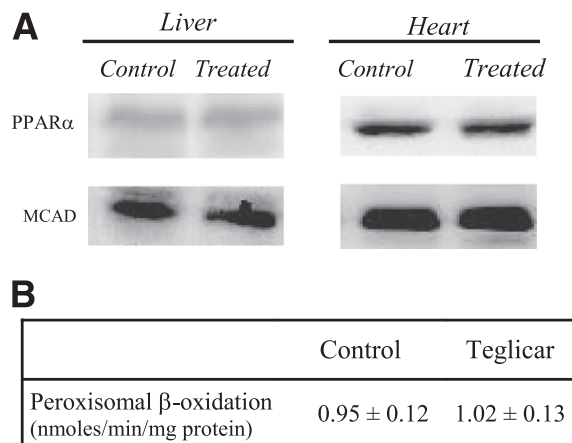 A
Liver
Heart
Control Treated
Control Treated
PPARα
MCAD
B
Control Teglicar
Peroxisomal β-oxidation
(nmoles/min/mg protein)
0.95 ± 0.12 1.02 ± 0.13